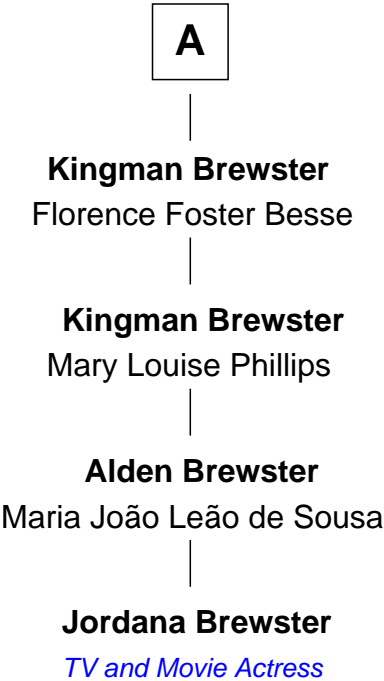 A
Kingman Brewster
Florence Foster Besse
Kingman Brewster
Mary Louise Phillips
Alden Brewster
Maria João Leão de Sousa
Jordana Brewster
TV and Movie Actress